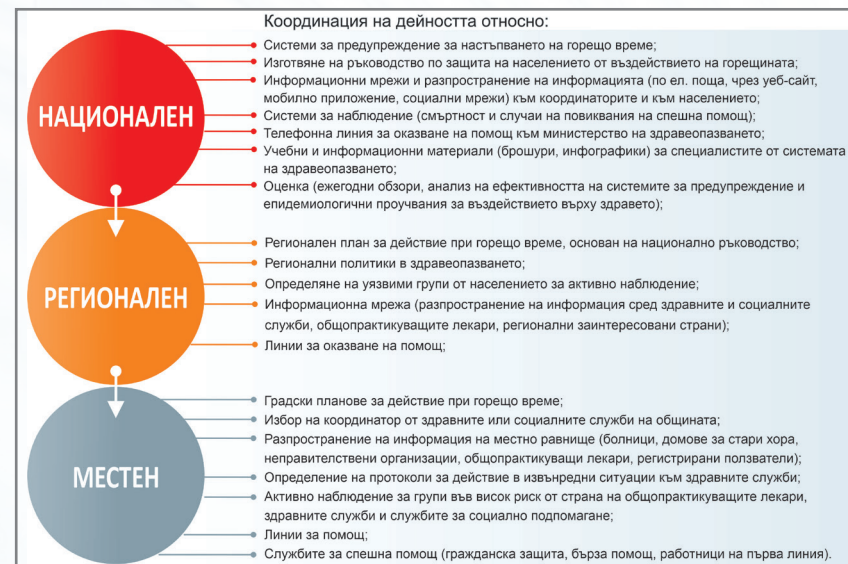 Координация на дейността относно:
НАЦИОНАЛЕН
Системи за предупреждение за настъпването на горещо време;
Изготвяне на ръководство по защита на населението от въздействието на горещината;
Информационни мрежи и разпространение на информацията (по ел. поща, чрез уеб-сайт,
мобилно приложение, социални мрежи) към координаторите и към населението;
Системи за наблюдение (смъртност и случаи на повиквания на спешна помощ);
Телефонна линия за оказване на помощ към министерство на здравеопазването;
Учебни и информационни материали (брошури, инфографики) за специалистите от системата
на здравеопазването;
Оценка (ежегодни обзори, анализ на ефективността на системите за предупреждение и
епидемиологични проучвания за въздействието върху здравето);
РЕГИОНАЛЕН
Регионален план за действие при горещо време, основан на национално ръководство;
Регионални политики в здравеопазването;
Определяне на уязвими групи от населението за активно наблюдение;
Информационна мрежа (разпространение на информация сред здравните и социалните
служби, общопрактикуващите лекари, регионални заинтересовани страни);
Линии за оказване на помощ;
МЕСТЕН
Градски планове за действие при горещо време;
Избор на координатор от здравните или социалните служби на общината;
Разпространение на информация на местно равнище (болници, домове за стари хора,
неправителствени организации, общопрактикуващи лекари, регистрирани ползватели);
Определение на протоколи за действие в извънредни ситуации към здравните служби;
Активно наблюдение за групи във висок риск от страна на общопрактикуващите лекари,
здравните служби и службите за социално подпомагане;
Линии за помощ;
Службите за спешна помощ (гражданска защита, бърза помощ, работници на първа линия).